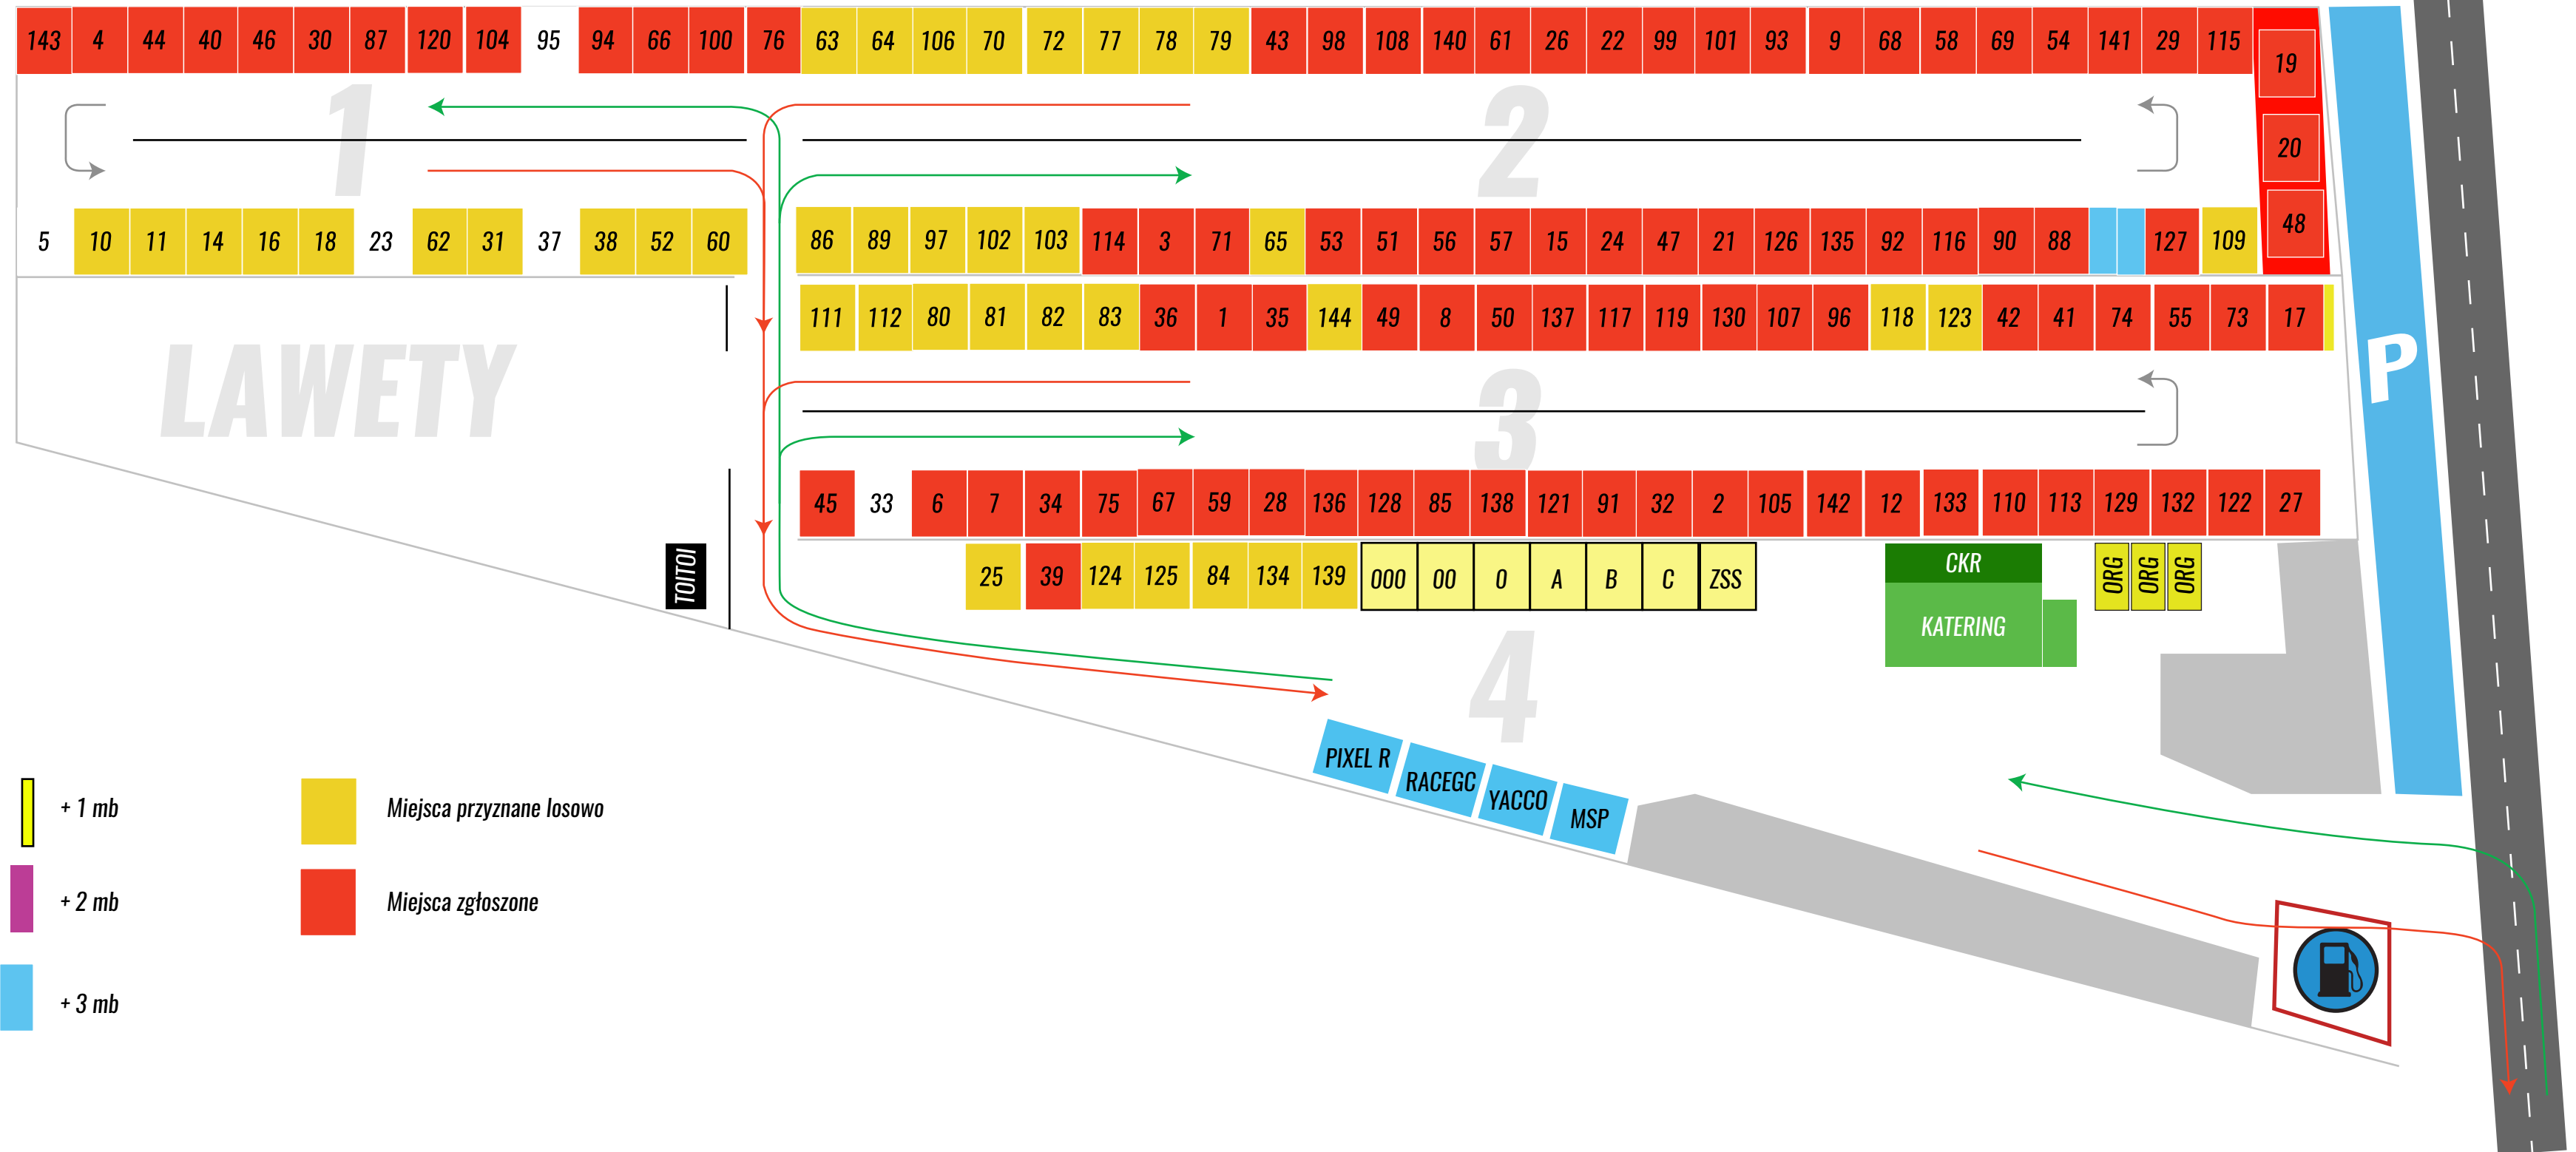 143 4 44 40 46 30 87 120 104 95 94 66 100 76 63 64 106 70 72 77 78 79 43 98 108 140 61 26 22 99 101 93 9 68 58 69 54 141 29 115
19
20
48
1 2
5 10 11 14 16 18 23 62 31 37 38 52 60 86 89 97 102 103 114 3 71 65 53 51 56 57 15 24 47 21 126 135 92 116 90 88 127 109
111 112 80 81 82 83 36 1 35 144 49 8 50 137 117 119 130 107 96 118 123 42 41 74 55 73 17
LAWETY
P
3
45 33 6 7 34 75 67 59 28 136 128 85 138 121 91 32 2 105 142 12 133 110 113 129 132 122 27
TOITOI
25 39 124 125 84 134 139 000 00 0 A B C ZSS
CKR
KATERING
ORG ORG ORG
4
PIXEL R
RACEGC
YACCO
MSP
+ 1 mb
Miejsca przyznane losowo
+ 2 mb
Miejsca zgłoszone
+ 3 mb